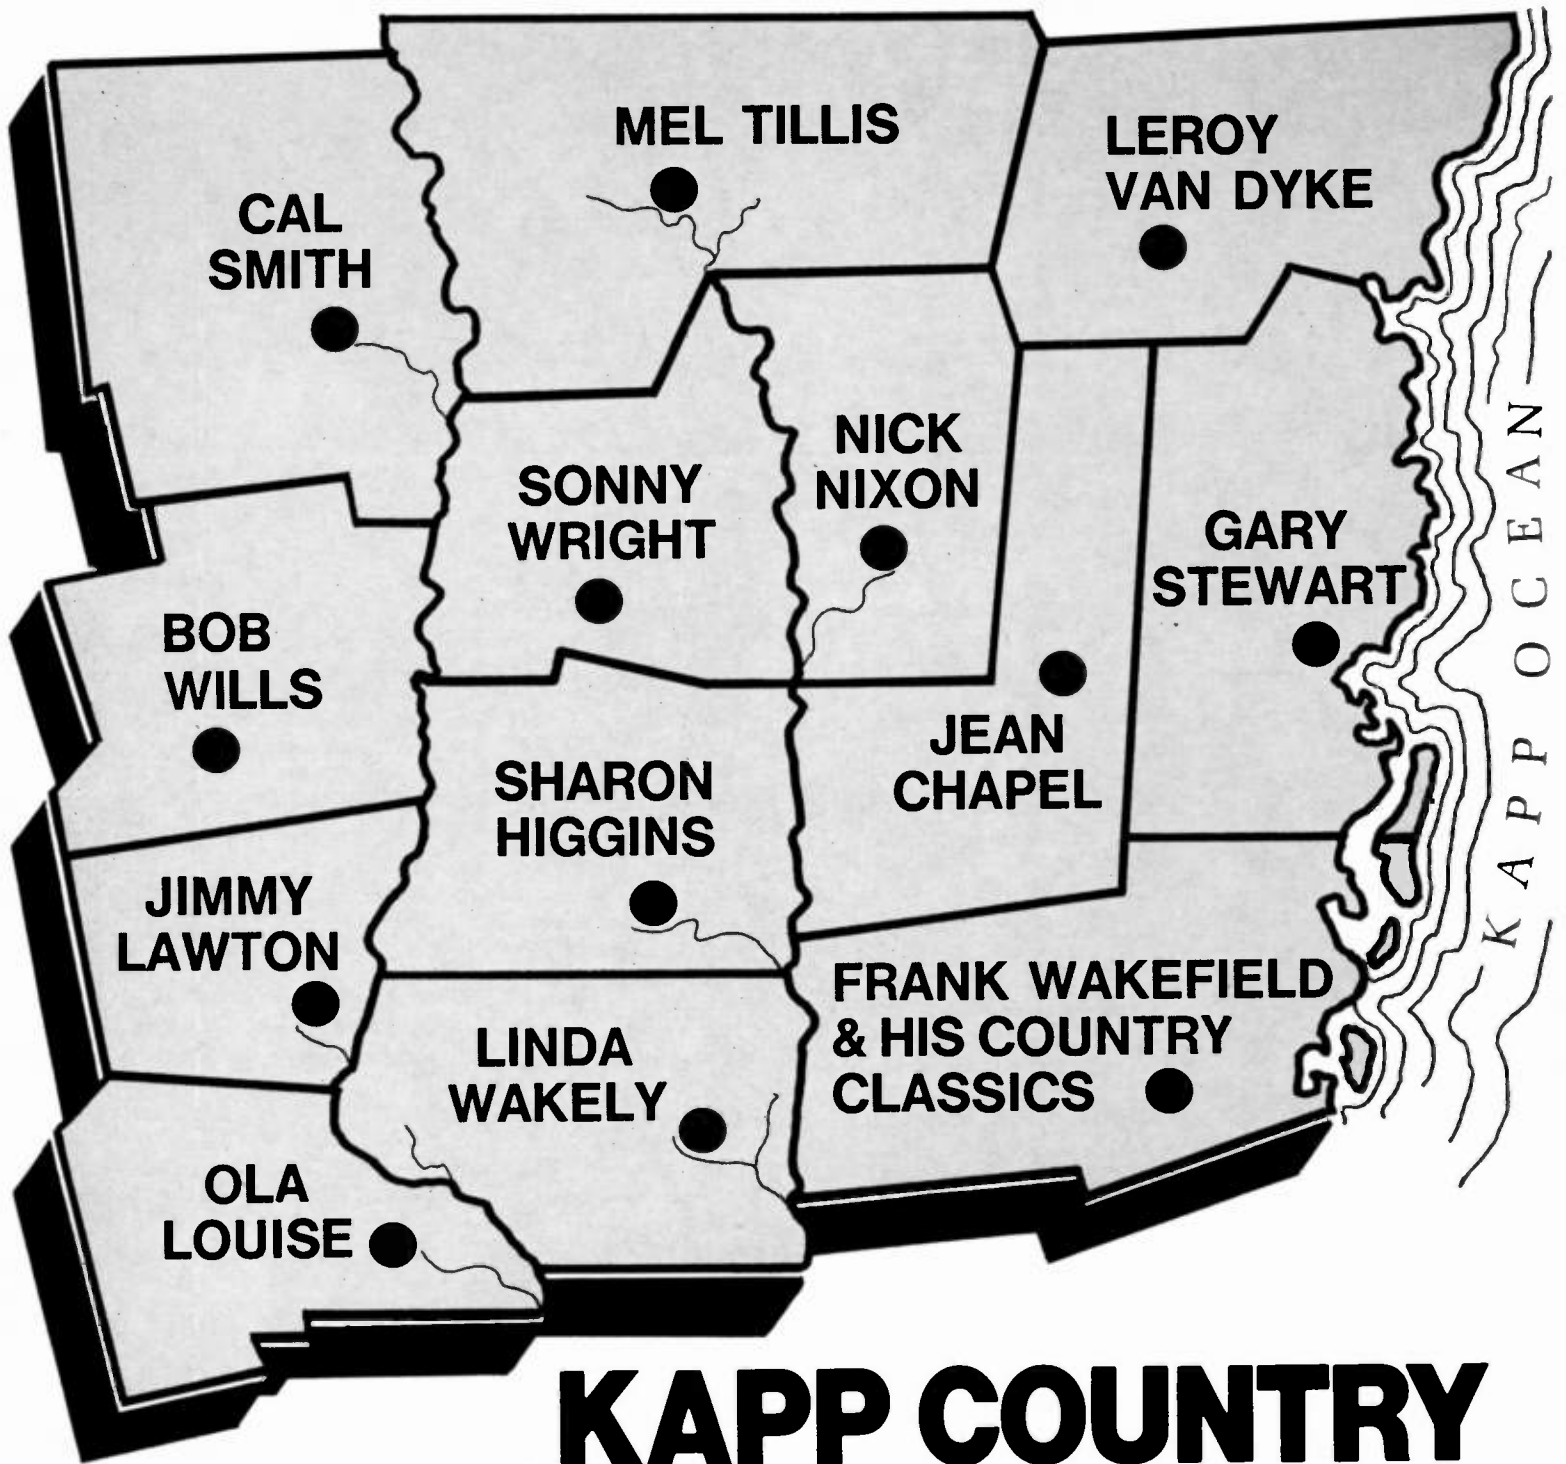 MEL TILLIS
LEROY
VAN DYKE
CAL
SMITH
NICK
NIXON
SONNY
WRIGHT
GARY
STEWART
KAPP OCEAN
BOB
WILLS
JEAN
CHAPEL
SHARON
HIGGINS
JIMMY
LAWTON
FRANK WAKEFIELD
& HIS COUNTRY
CLASSICS
LINDA
WAKELY
OLA
LOUISE
KAPP COUNTRY